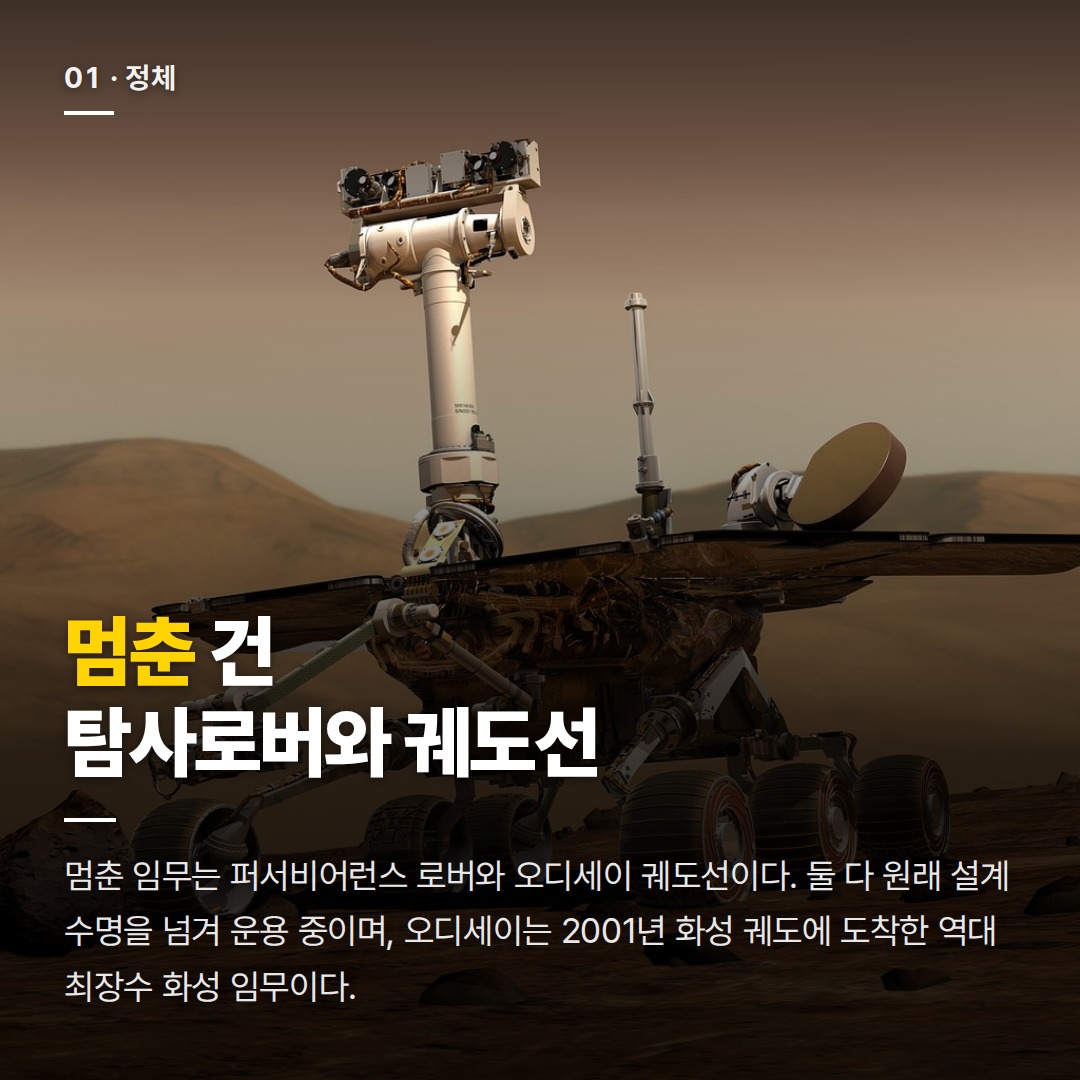 01 · 정체
멈춘 건
탐사로버와 궤도선
멈춘 임무는 퍼서비어런스 로버와 오디세이 궤도선이다. 둘 다 원래 설계
수명을 넘겨 운용 중이며, 오디세이는 2001년 화성 궤도에 도착한 역대
최장수 화성 임무이다.